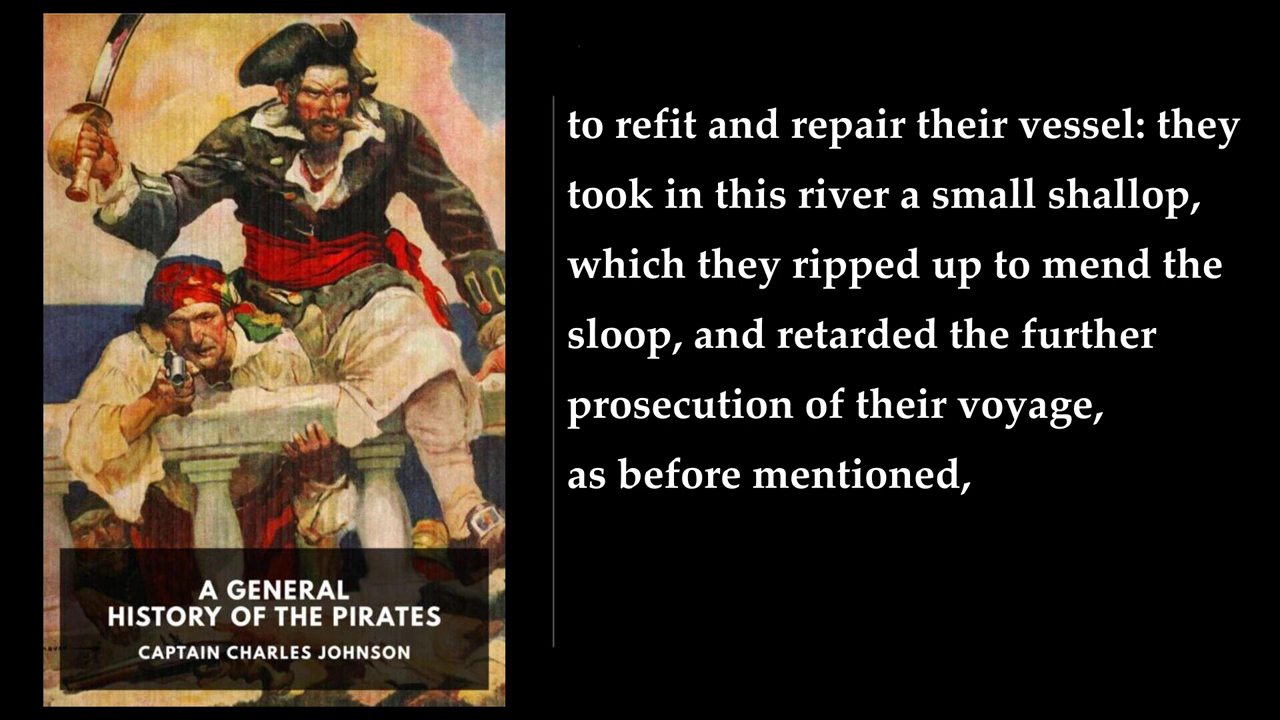 to refit and repair their vessel: they
took in this river a small shallop,
which they ripped up to mend the
sloop, and retarded the further
prosecution of their voyage,
as before mentioned,
A GENERAL
HISTORY OF THE PIRATES
CAPTAIN CHARLES JOHNSON